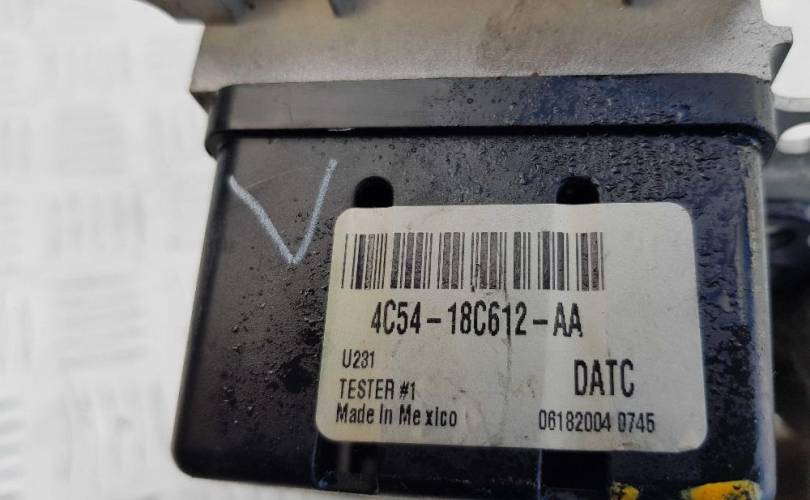 V
4C54-18C612-AA
U231
DATC
TESTER #1
Made In Mexico
06182004 0745